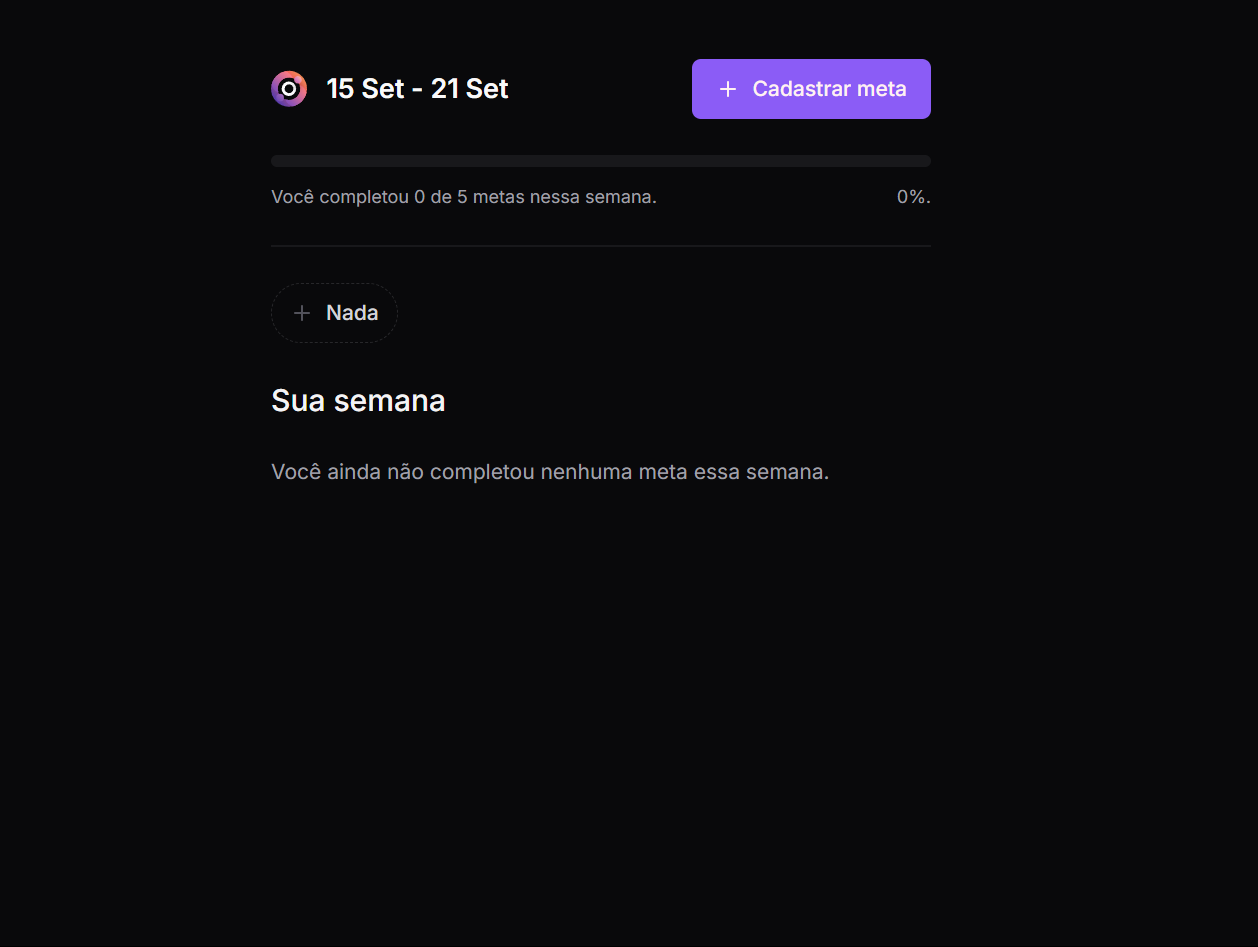 15 Set - 21 Set
Cadastrar meta
Você completou 0 de 5 metas nessa semana.
0%.
Nada
Sua semana
Você ainda não completou nenhuma meta essa semana.